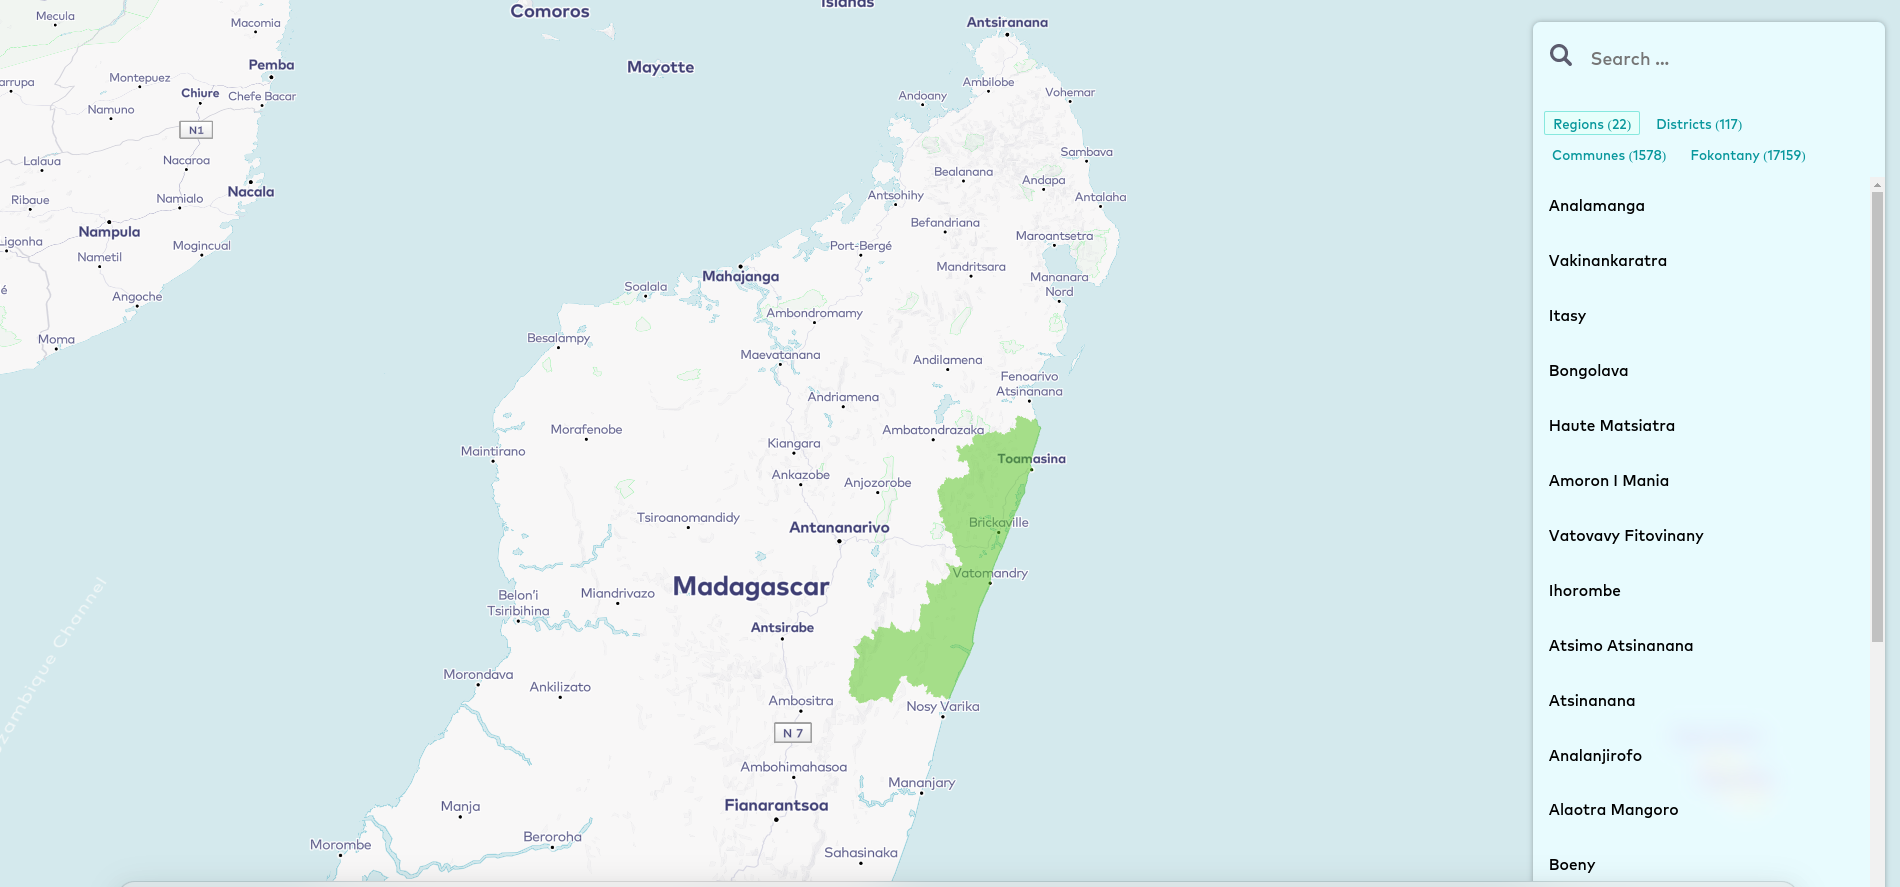 Comoros
Islands
Mecula
Macomia
Antsiranana
Pemba
Mayotte
Montepuez
Ambilobe
Chiure
Chefe Bacar
Andoany
Vohemar
Namuno
N1
Lalaua
Nacaroa
Sambava
Bealanana
Andapa
Nacala
Ribaue
Namialo
Antsohihy
Antalaha
Nampula
Befandriana
Maroantsetra
Mogincual
Port-Bergé
Nametil
Mandritsara
Mahajanga
Mananara
Nord
Soalala
Angoche
Ambondromamy
Moma
Besalampy
Maevatanana
Andilamena
Fenoarivo
Atsinanana
Andriamena
Morafenobe
Ambatondrazaka
Kiangara
Maintirano
Toamasina
Ankazobe
Anjozorobe
Tsiroanomandidy
Antananarivo
Brickaville
Vatomandry
Madagascar
Belon’i
Tsiribihina
Miandrivazo
Antsirabe
Morondava
Ankilizato
Ambositra
Nosy Varika
N 7
Ambohimahasoa
Mananjary
Manja
Fianarantsoa
Beroroha
Morombe
Sahasinaka
Search ...
Regions (22) Districts (117)
Communes (1578) Fokontany (17159)
Analamanga
Vakinankaratra
Itasy
Bongolava
Haute Matsiatra
Amoron I Mania
Vatovavy Fitovinany
Ihorombe
Atsimo Atsinanana
Atsinanana
Analanjirofo
Alaotra Mangoro
Boeny